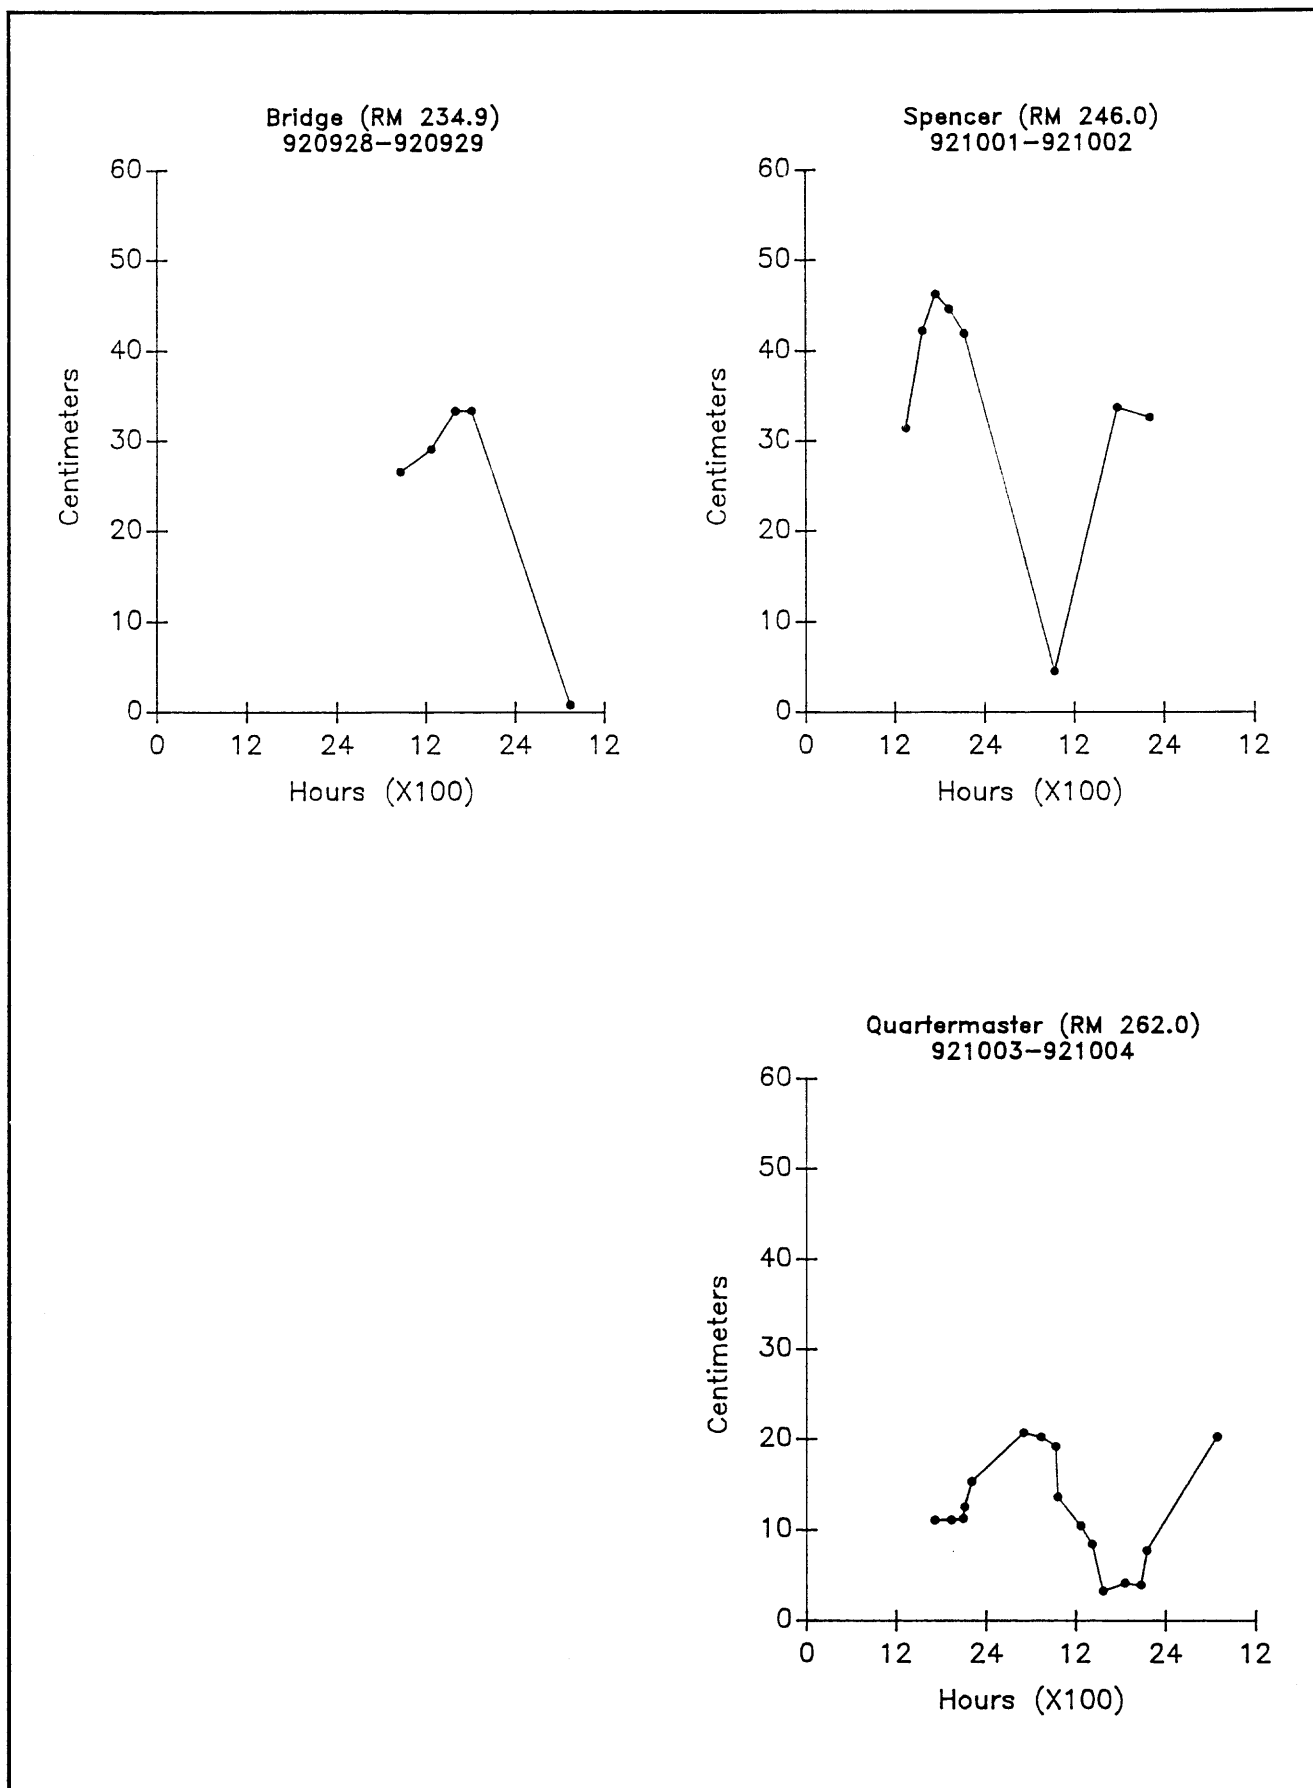 Bridge (RM 234.9)
920928-920929
60
50
40
30
20
10
0
Centimeters
0 12 24 12 24 12
Hours (X100)
Spencer (RM 246.0)
921001-921002
60
50
40
30
20
10
0
Centimeters
0 12 24 12 24 12
Hours (X100)
Quartermaster (RM 262.0)
921003-921004
60
50
40
30
20
10
0
Centimeters
0 12 24 12 24 12
Hours (X100)